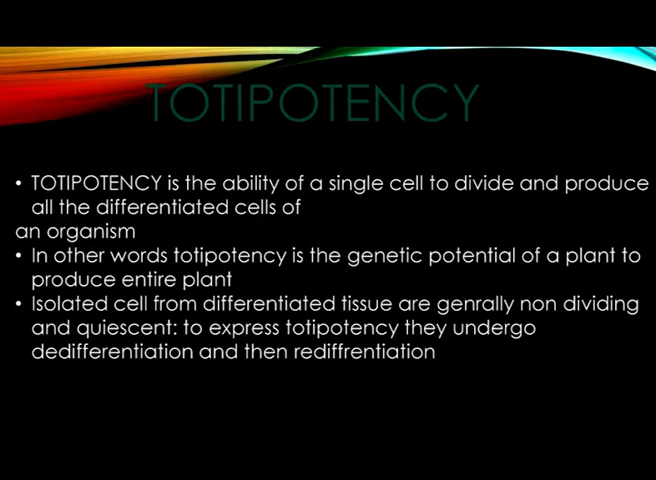 TOTIPOTENCY
• TOTIPOTENCY is the ability of a single cell to divide and produce
all the differentiated cells of
an organism
• In other words totipotency is the genetic potential of a plant to
produce entire plant
• Isolated cell from differentiated tissue are genrally non dividing
and quiescent: to express totipotency they undergo
dedifferentiation and then rediffrentiation